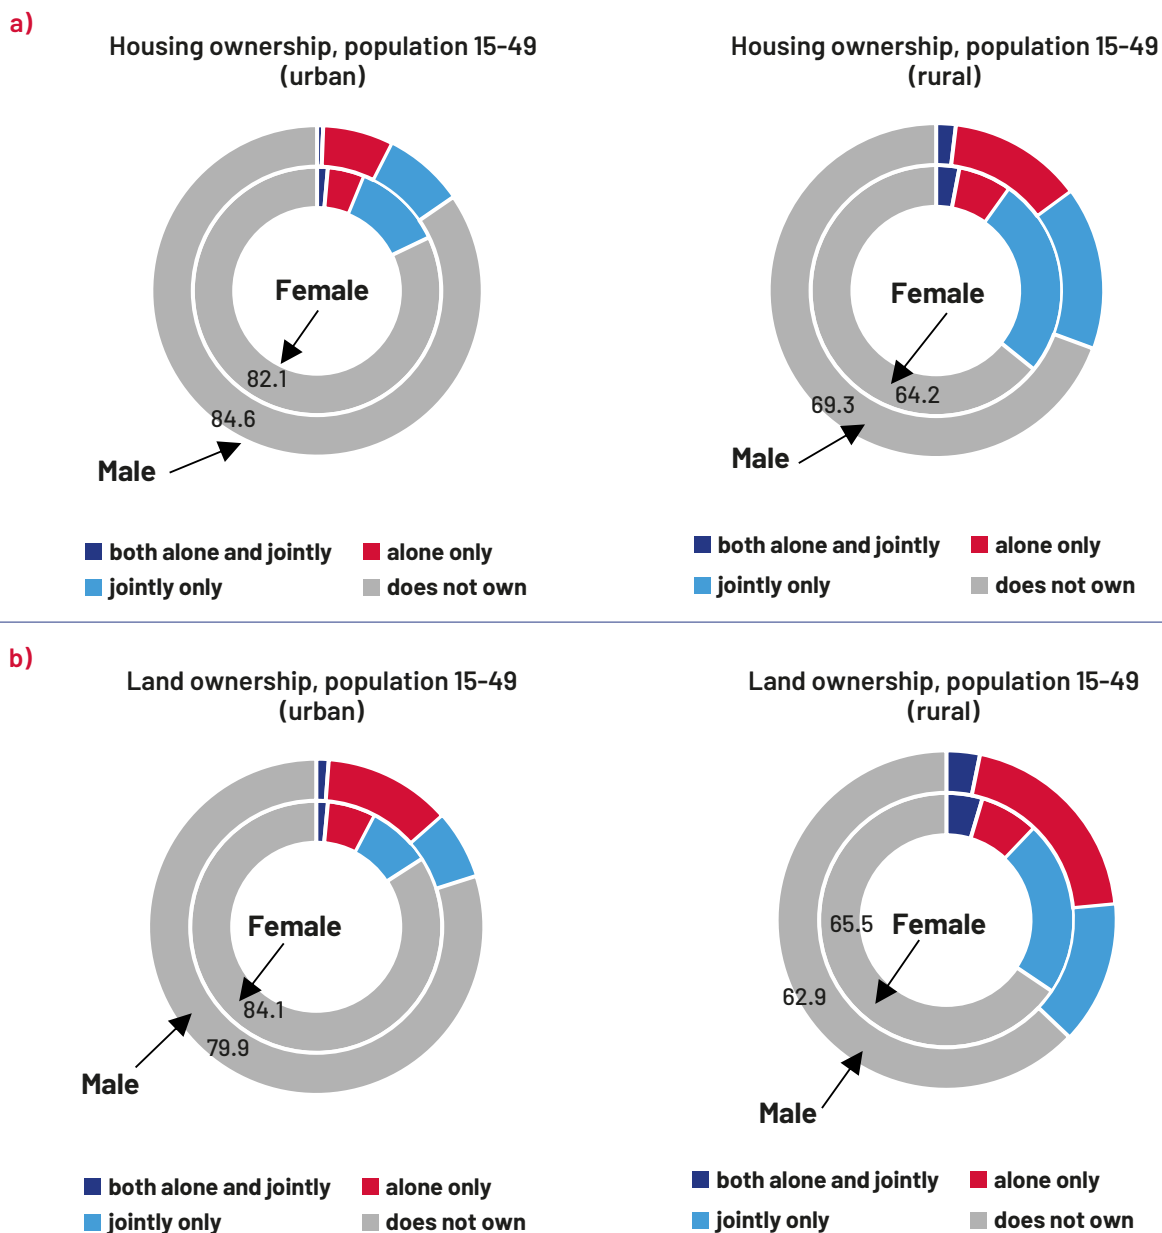 a)
Housing ownership, population 15-49
(urban)
Female
82.1
84.6
Male
both alone and jointly
alone only
jointly only
does not own
Housing ownership, population 15-49
(rural)
Female
64.2
69.3
Male
both alone and jointly
alone only
jointly only
does not own
b)
Land ownership, population 15-49
(urban)
Female
84.1
79.9
Male
both alone and jointly
alone only
jointly only
does not own
Land ownership, population 15-49
(rural)
65.5 Female
62.9
Male
both alone and jointly
alone only
jointly only
does not own